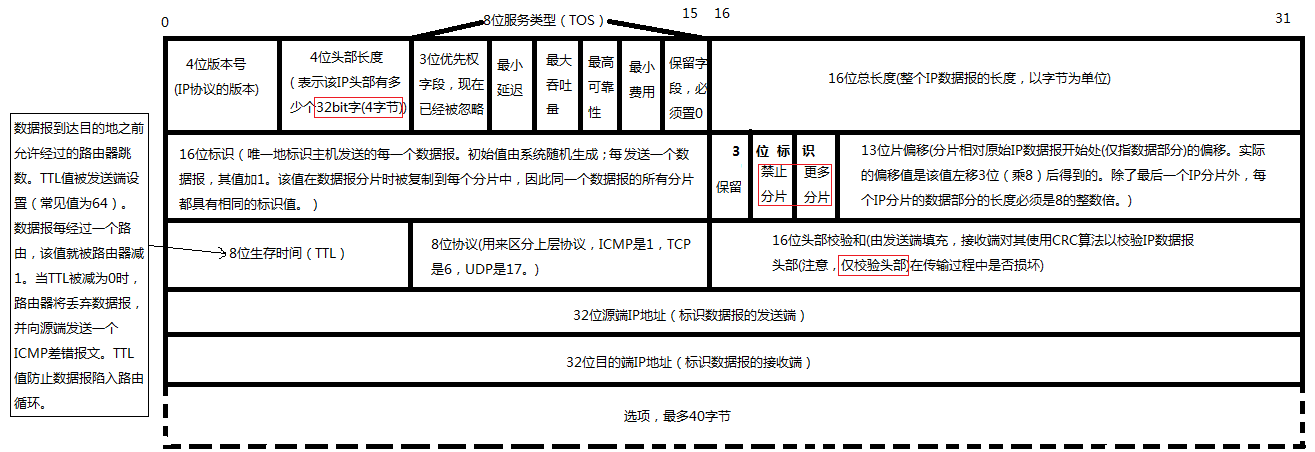 0
8位服务类型（TOS）
15
16
31
4位版本号
(IP协议的版本)
4位头部长度
( 表示该IP头部有多
少个32bit字(4字节))
3位优先权
字段，现在
已经被忽略
最小
延迟
最大
吞吐
量
最高
可靠
性
最小
费用
保留字
段，必
须置0
16位总长度(整个IP数据报的长度，以字节为单位)
16位标识（唯一地标识主机发送的每一个数据报。初始值由系统随机生成；每发送一个数
据报，其值加1。该值在数据报分片时被复制到每个分片中，因此同一个数据报的所有分片
都具有相同的标识值。）
3 位 标 识
保留
禁止
分片
更多
分片
13位片偏移(分片相对原始IP数据报开始处(仅指数据部分)的偏移。实际
的偏移值是该值左移3位（乘8）后得到的。除了最后一个IP分片外，每
个IP分片的数据部分的长度必须是8的整数倍。)
数据报到达目的地之前
允许经过的路由器跳
数。TTL值被发送端设
置（常见值为64）。
数据报每经过一个路
由，该值就被路由器减
1。当TTL被减为0时，
路由器将丢弃数据报，
并向源端发送一个
ICMP差错报文。TTL
值防止数据报陷入路由
循环。
8位生存时间（TTL）
8位协议(用来区分上层协议，ICMP是1，TCP
是6，UDP是17。)
16位头部校验和(由发送端填充，接收端对其使用CRC算法以校验IP数据报
头部(注意，仅校验头部)在传输过程中是否损坏)
32位源端IP地址（标识数据报的发送端）
32位目的端IP地址（标识数据报的接收端）
选项，最多40字节